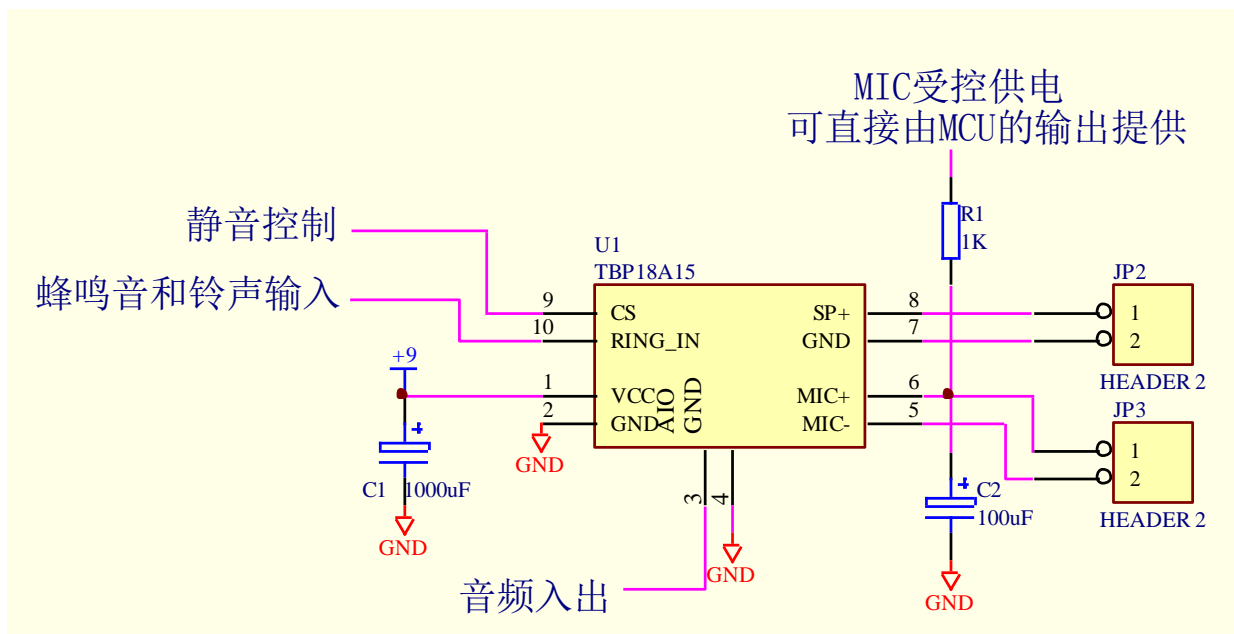 MIC受控供电
可直接由MCU的输出提供
静音控制
蜂鸣音和铃声输入
R1
1K
U1
TBP18A15
JP2
9
CS
SP+
8
1
10
RING_IN
GND
7
2
+9
HEADER 2
1
VCC
MIC+
6
JP3
2
GND
AIO
GND
MIC-
5
1
GND
2
C1
1000uF
3
4
C2
100uF
HEADER 2
GND
GND
GND
音频入出